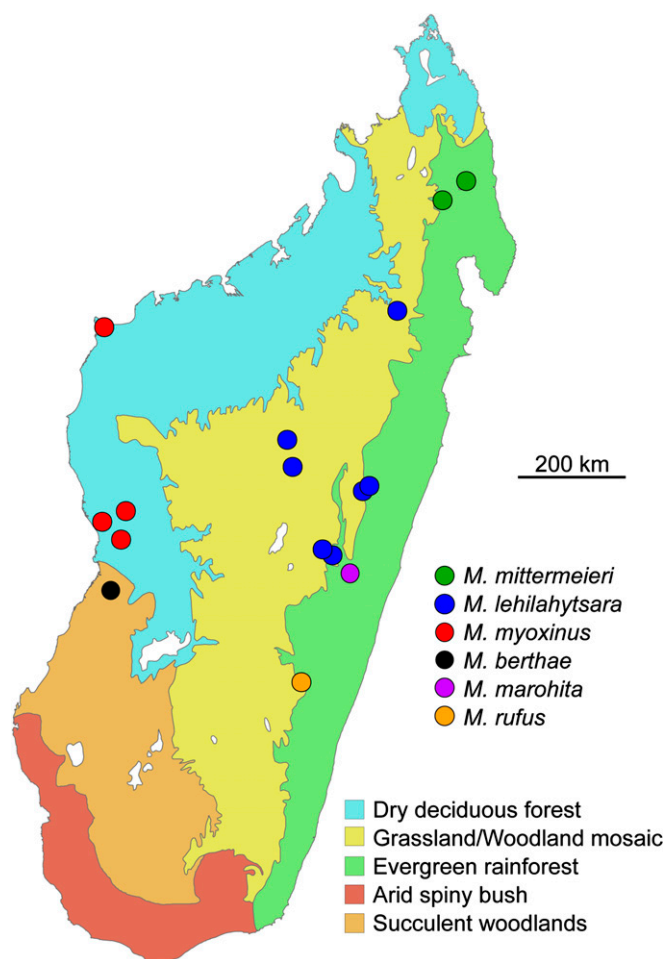 200 km
M. mittermeieri
M. lehilahytsara
M. myoxinus
M. berthae
M. marohita
M. rufus
Dry deciduous forest
Grassland/Woodland mosaic
Evergreen rainforest
Arid spiny bush
Succulent woodlands